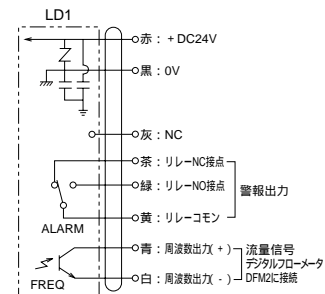 LD1
赤：+DC24V
黒：0V
灰：NC
茶：リレーNC接点
緑：リレーNO接点
警報出力
黄：リレーコモン
ALARM
青：周波数出力(+)
流量信号
デジタルフローメータ
DFM2に接続
白：周波数出力(-)
FREQ